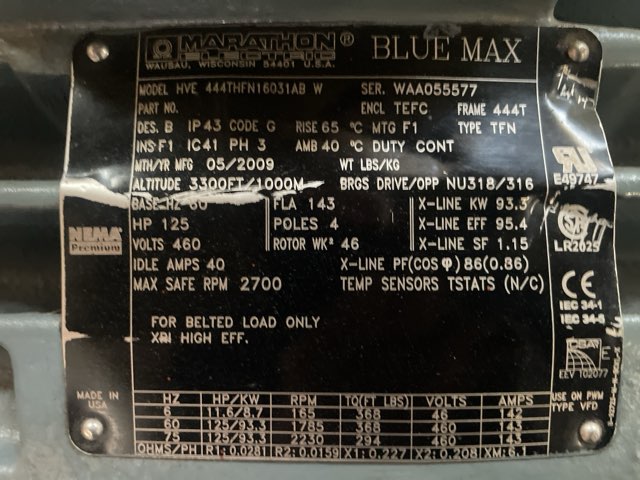 MARATHON ® BLUE MAX
ELECTRIC
WAUSAU, WISCONSIN 54401 U.S.A.
MODEL HVE 444THFN16031AB W SER. WAA055577
PART NO. ENCL TEFC FRAME 444T
DES. B IP43 CODE G RISE 65 °C MTG F1 TYPE TFN
INS F1 IC41 PH 3 AMB 40 °C DUTY CONT
MTH/YR MFG 05/2009 WT LBS/KG
E49747
ALTITUDE 3300FT/1000M BRGS DRIVE/OPP NU318/316
BASE HZ 60 FLA 143 X-LINE KW 93.3
HP 125 POLES 4 X-LINE EFF 95.4
NEMA Premium
VOLTS 460 ROTOR WK² 46 X-LINE SF 1.15
LR2025
IDLE AMPS 40 X-LINE PF(COS φ) 86(0.86)
MAX SAFE RPM 2700 TEMP SENSORS TSTATS (N/C)
CE
IEC 34-1
IEC 34-5
FOR BELTED LOAD ONLY
XRI HIGH EFF.
EEV 102077
MADE IN
USA
USE ON PWM
TYPE VFD
HZ HP/KW RPM TQ(FT LBS) VOLTS AMPS
6 11.6/8.7 165 368 46 142
60 125/93.3 1785 368 460 143
75 125/93.3 2230 294 460 143
OHMS/PH R1: 0.0281 R2: 0.0159 X1: 0.227 X2: 0.208 XM: 6.1